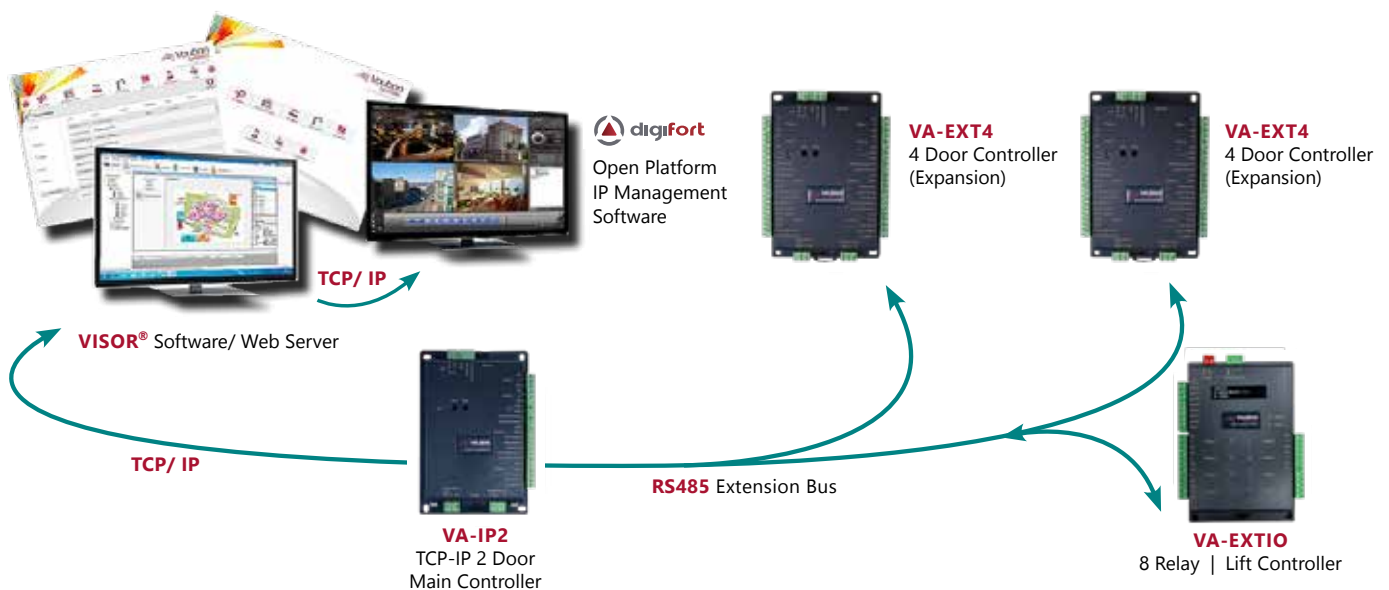 Vauban
Vauban
digifort
Open Platform
IP Management
Software
VA-EXT4
4 Door Controller
(Expansion)
VA-EXT4
4 Door Controller
(Expansion)
TCP/ IP
VISOR® Software/ Web Server
TCP/ IP
RS485 Extension Bus
VA-IP2
TCP-IP 2 Door
Main Controller
VA-EXTIO
8 Relay | Lift Controller